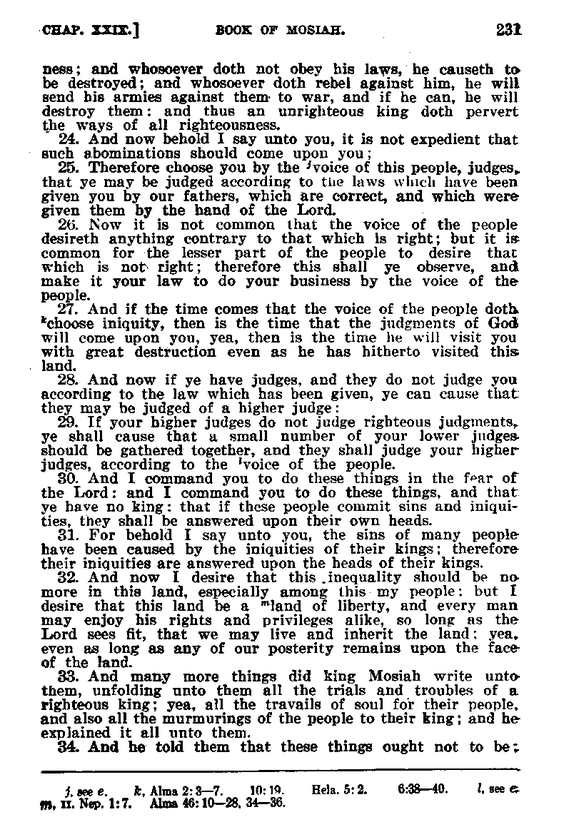 CHAP. XXIX.] BOOK OF MOSIAH. 231
ness; and whosoever doth not obey his laws, he causeth to
be destroyed; and whosoever doth rebel against him, he will
send his armies against them to war, and if he can, he will
destroy them: and thus an unrighteous king doth pervert
the ways of all righteousness.
24. And now behold I say unto you, it is not expedient that
such abominations should come upon you;
25. Therefore choose you by the ʲvoice of this people, judges,
that ye may be judged according to the laws which have been
given you by our fathers, which are correct, and which were
given them by the hand of the Lord.
26. Now it is not common that the voice of the people
desireth anything contrary to that which is right; but it is
common for the lesser part of the people to desire that
which is not right; therefore this shall ye observe, and
make it your law to do your business by the voice of the
people.
27. And if the time comes that the voice of the people doth
ᵏchoose iniquity, then is the time that the judgments of God
will come upon you, yea, then is the time he will visit you
with great destruction even as he has hitherto visited this
land.
28. And now if ye have judges, and they do not judge you
according to the law which has been given, ye can cause that
they may be judged of a higher judge:
29. If your higher judges do not judge righteous judgments,
ye shall cause that a small number of your lower judges
should be gathered together, and they shall judge your higher
judges, according to the ˡvoice of the people.
30. And I command you to do these things in the fear of
the Lord: and I command you to do these things, and that
ye have no king: that if these people commit sins and iniqui-
ties, they shall be answered upon their own heads.
31. For behold I say unto you, the sins of many people
have been caused by the iniquities of their kings; therefore
their iniquities are answered upon the heads of their kings.
32. And now I desire that this inequality should be no
more in this land, especially among this my people: but I
desire that this land be a ᵐland of liberty, and every man
may enjoy his rights and privileges alike, so long as the
Lord sees fit, that we may live and inherit the land: yea,
even as long as any of our posterity remains upon the face
of the land.
33. And many more things did king Mosiah write unto
them, unfolding unto them all the trials and troubles of a
righteous king; yea, all the travails of soul for their people,
and also all the murmurings of the people to their king; and he
explained it all unto them.
34. And he told them that these things ought not to be;
j, see e. k, Alma 2: 3—7. 10: 19. Hela. 5: 2. 6:38—40. l, see e.
m, II. Nep. 1: 7. Alma 46: 10—28, 34—36.